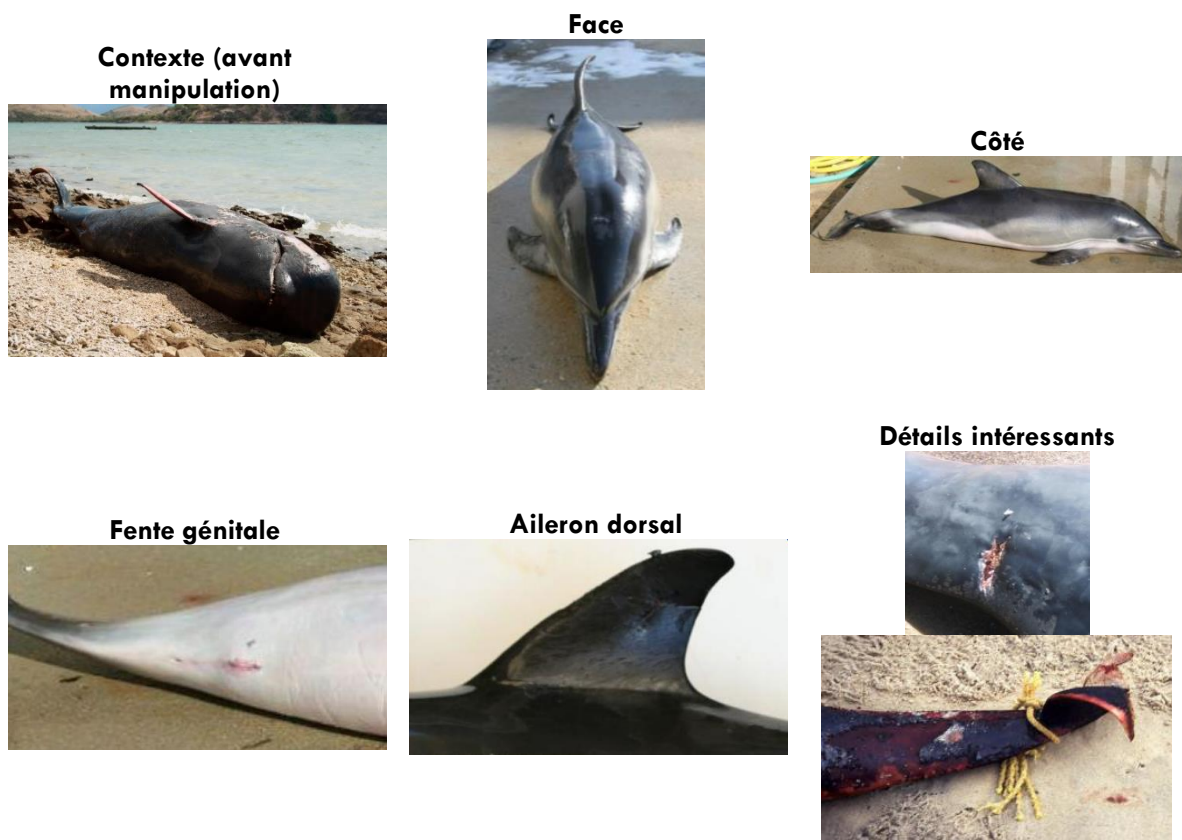 Face
Contexte (avant
manipulation)
Côté
Détails intéressants
Fente génitale
Aileron dorsal